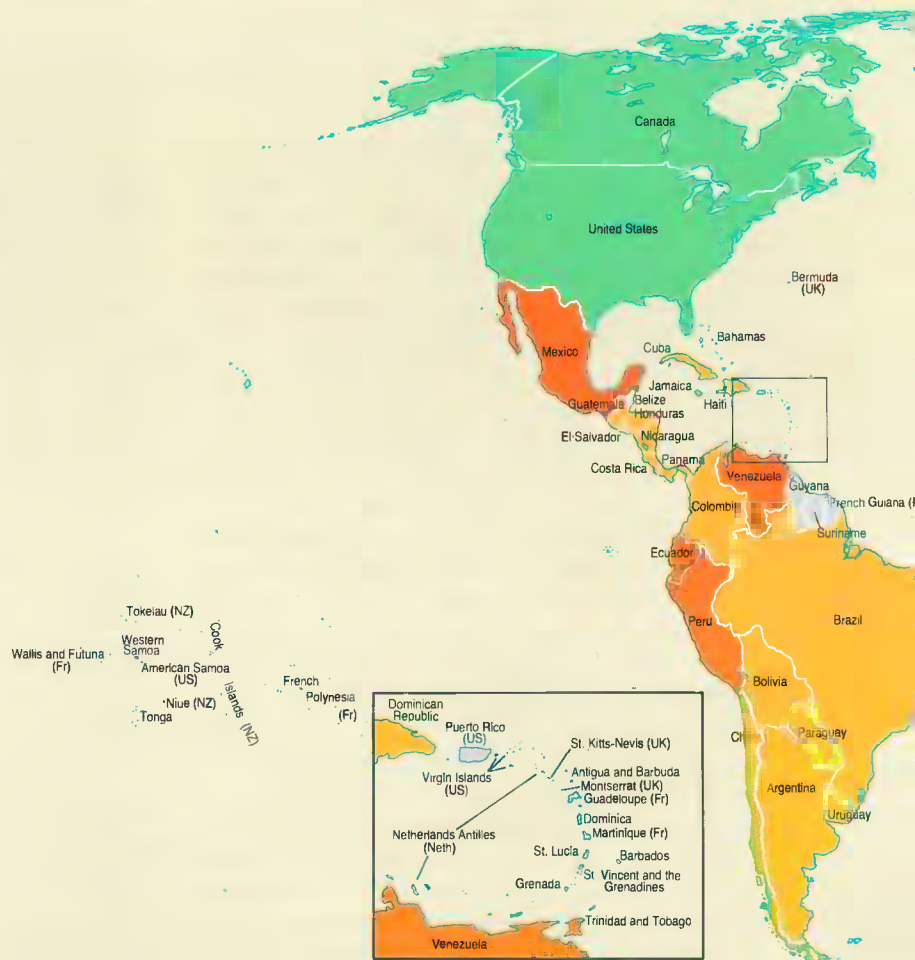 Canada
United States
Bermuda
(UK)
Bahamas
Cuba
Mexico
Jamaica
Haiti
Belize
Guatemala
Honduras
El Salvador
Nicaragua
Costa Rica
Panama
Venezuela
Guyana
Colombi
French Guiana (F
Suriname
Ecuador
Peru
Brazil
Bolivia
Paraguay
Argentina
Uruguay
Tokelau (NZ)
Cook
Islands (NZ)
Western
Samoa
Wallis and Futuna
(Fr)
American Samoa
(US)
Niue (NZ)
Tonga
French
Polynesia
(Fr)
Dominican
Republic
Puerto Rico
(US)
Virgin Islands
(US)
St. Kitts-Nevis (UK)
Antigua and Barbuda
Montserrat (UK)
Guadeloupe (Fr)
Dominica
Martinique (Fr)
Netherlands Antilles
(Neth)
St. Lucia
Barbados
St Vincent and the
Grenadines
Grenada
Trinidad and Tobago
Venezuela